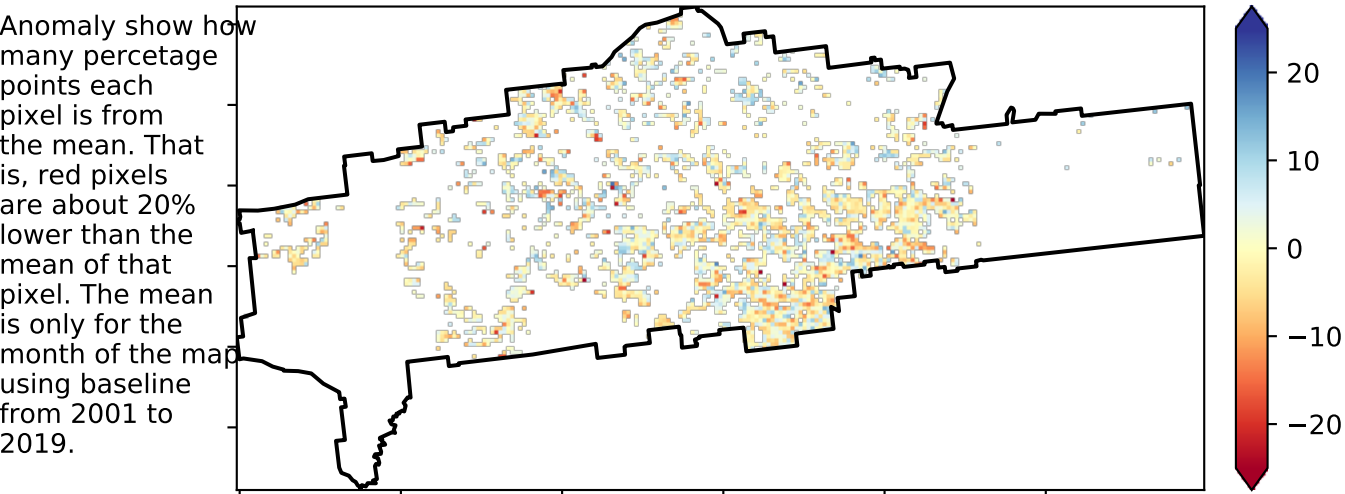 Anomaly show how
many percetage
points each
pixel is from
the mean. That
is, red pixels
are about 20%
lower than the
mean of that
pixel. The mean
is only for the
month of the map
using baseline
from 2001 to
2019.
20
10
0
−10
−20